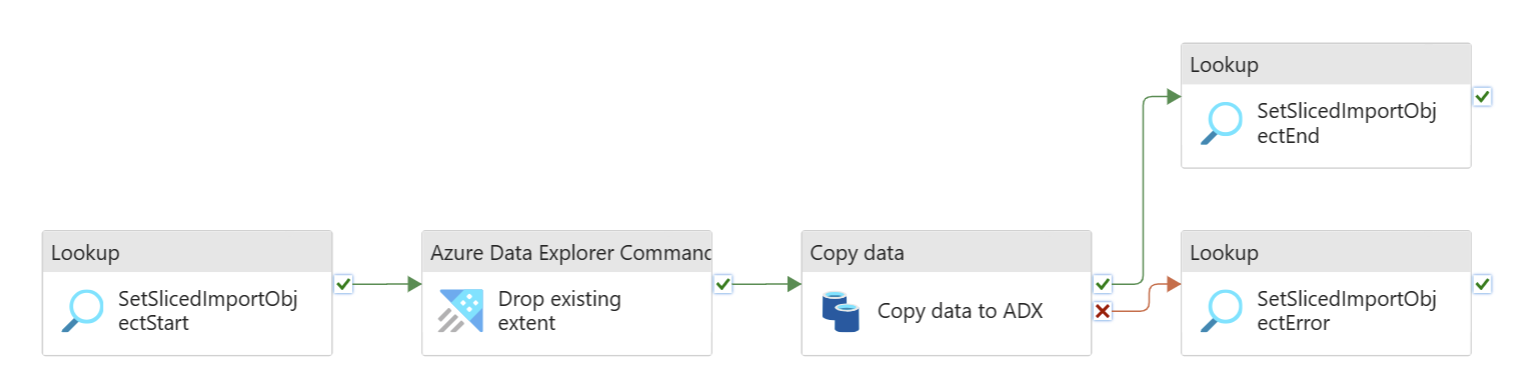 Lookup
SetSlicedImportObj
ectEnd
Lookup
SetSlicedImportObj
ectStart
Azure Data Explorer Command
Drop existing
extent
Copy data
Copy data to ADX
Lookup
SetSlicedImportObj
ectError